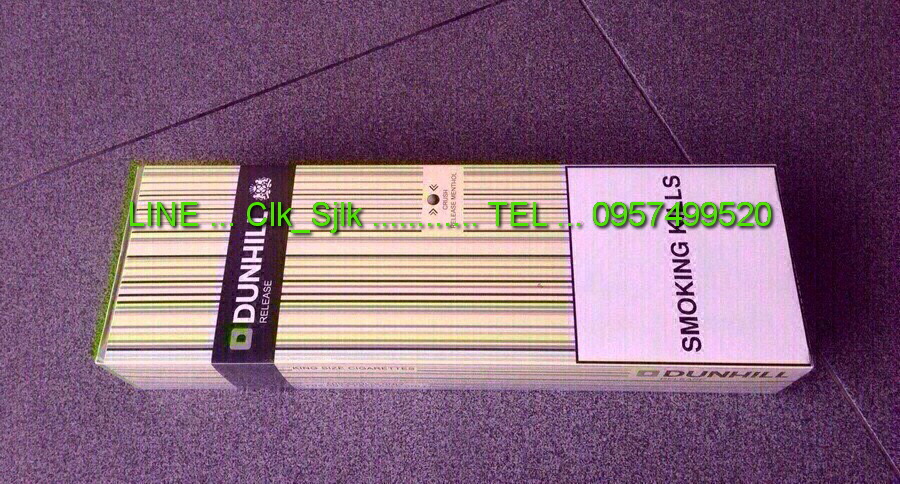 LINE ... Clk_Sjlk ............. TEL ... 0957499520
DUNHILL
RELEASE
CRUSH
RELEASE MENTHOL
SMOKING KILLS
KING SIZE CIGARETTES
DUNHILL